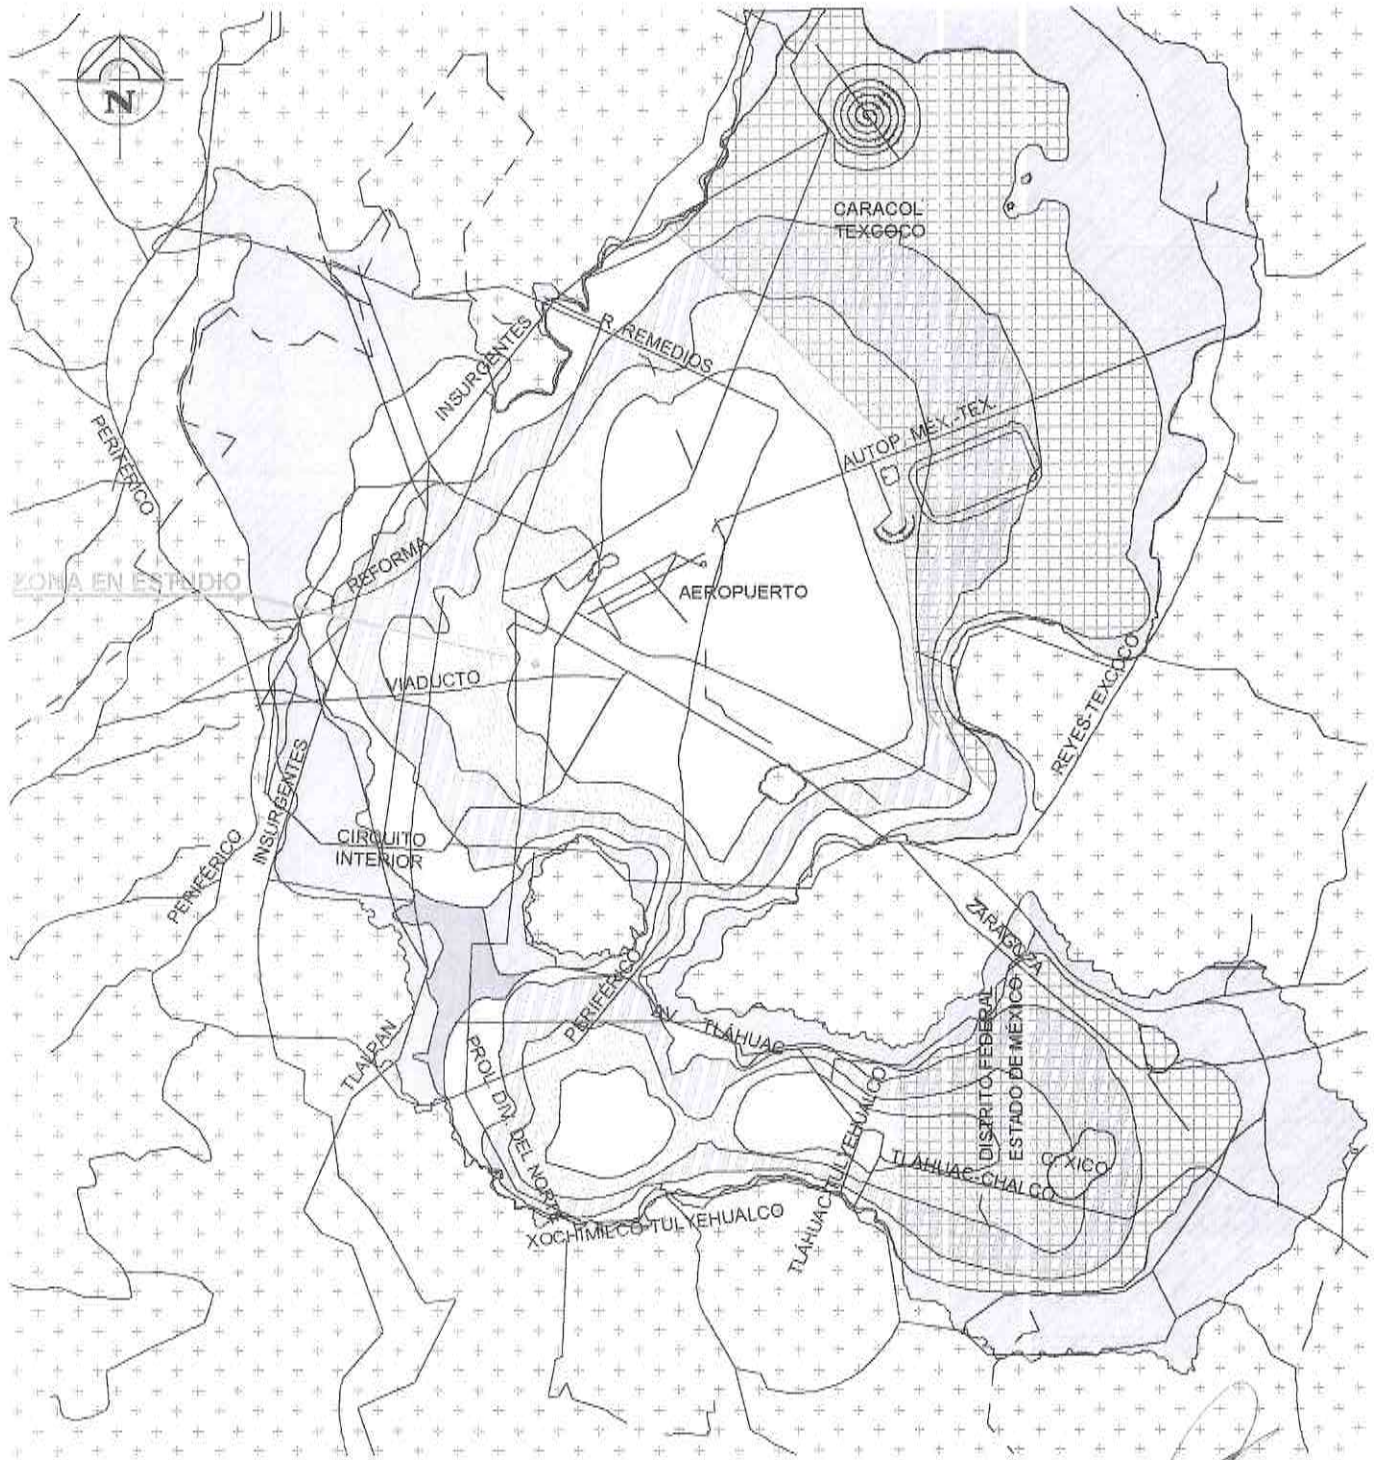 N
CARACOL
TEXCOCO
R. REMEDIOS
INSURGENTES
AUTOP. MÉX.-TEX.
PERIFÉRICO
REFORMA
ZONA EN ESTUDIO
AEROPUERTO
VIADUCTO
REYES-TEXCOCO
INSURGENTES
CIRCUITO
INTERIOR
PERIFÉRICO
ZARAGOZA
PERIFÉRICO
AV. TLÁHUAC
DISTRITO FEDERAL
ESTADO DE MÉXICO
TLALPAN
PROL. DIV. DEL NORTE
TLÁHUAC-TULYEHUALCO
TLÁHUAC-CHALCO
C. XICO
XOCHIMILCO-TULYEHUALCO